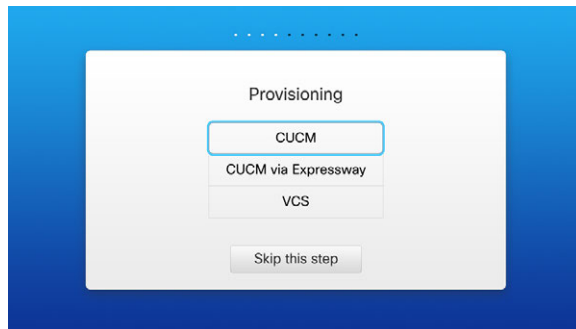 Provisioning
CUCM
CUCM via Expressway
VCS
Skip this step